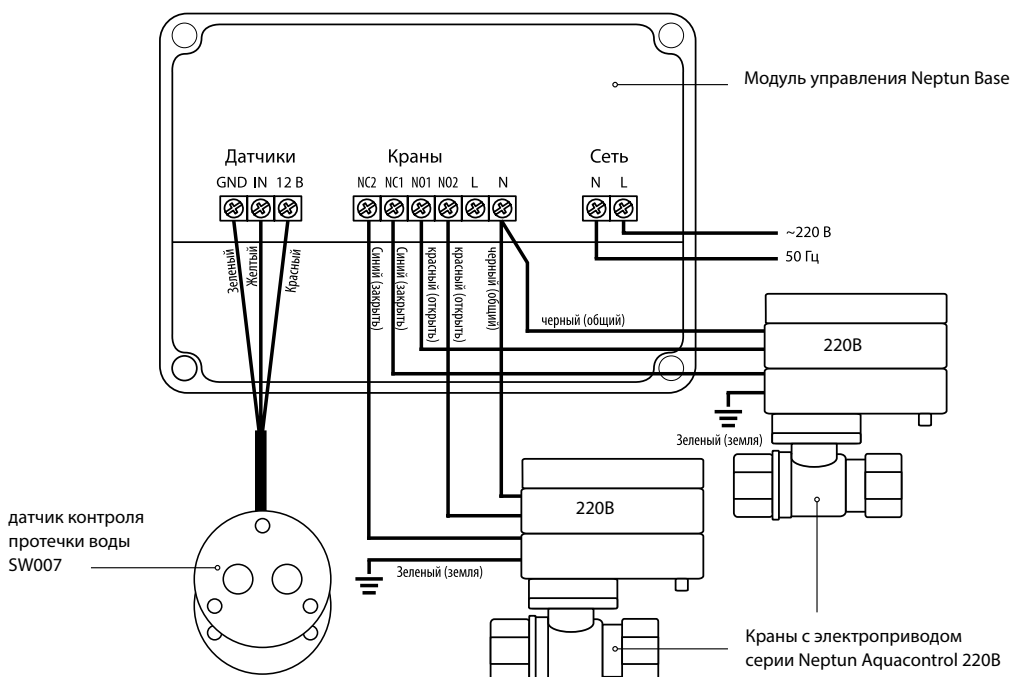 Модуль управления Neptun Base
Датчики
Краны
Сеть
GND IN 12 В
NC2 NC1 NO1 NO2 L N
N L
~220 В
50 Гц
Зеленый
Желтый
Красный
Синий (закрыть)
Синий (закрыть)
красный (открыть)
красный (открыть)
черный (общий)
черный (общий)
220В
Зеленый (земля)
220В
Зеленый (земля)
датчик контроля
протечки воды
SW007
Краны с электроприводом
серии Neptun Aquacontrol 220В